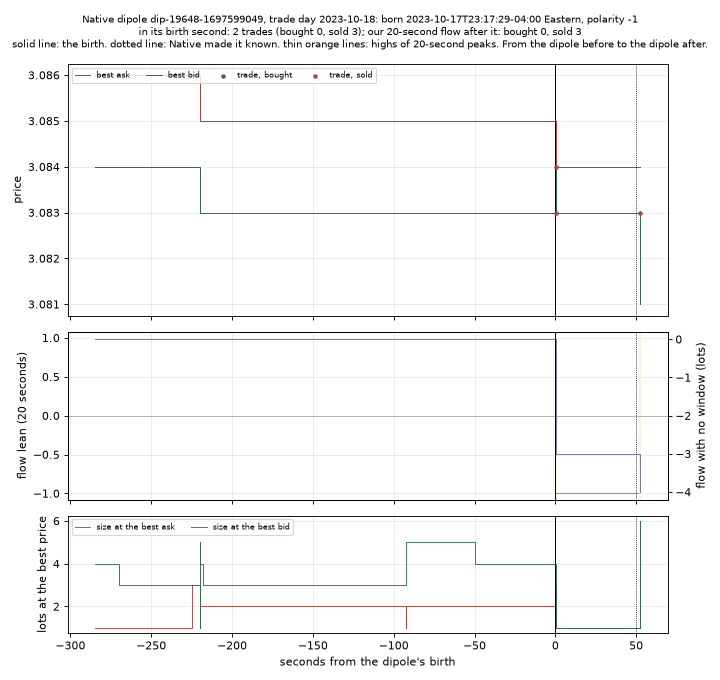 Native dipole dip-19648-1697599049, trade day 2023-10-18: born 2023-10-17T23:17:29-04:00 Eastern, polarity -1
in its birth second: 2 trades (bought 0, sold 3); our 20-second flow after it: bought 0, sold 3
solid line: the birth. dotted line: Native made it known. thin orange lines: highs of 20-second peaks. From the dipole before to the dipole after.
best ask
best bid
trade, bought
trade, sold
3.086
3.085
3.084
3.083
3.082
3.081
price
1.0
0.5
0.0
−0.5
−1.0
flow lean (20 seconds)
0
−1
−2
−3
−4
flow with no window (lots)
size at the best ask
size at the best bid
6
4
2
lots at the best price
−300
−250
−200
−150
−100
−50
0
50
seconds from the dipole's birth